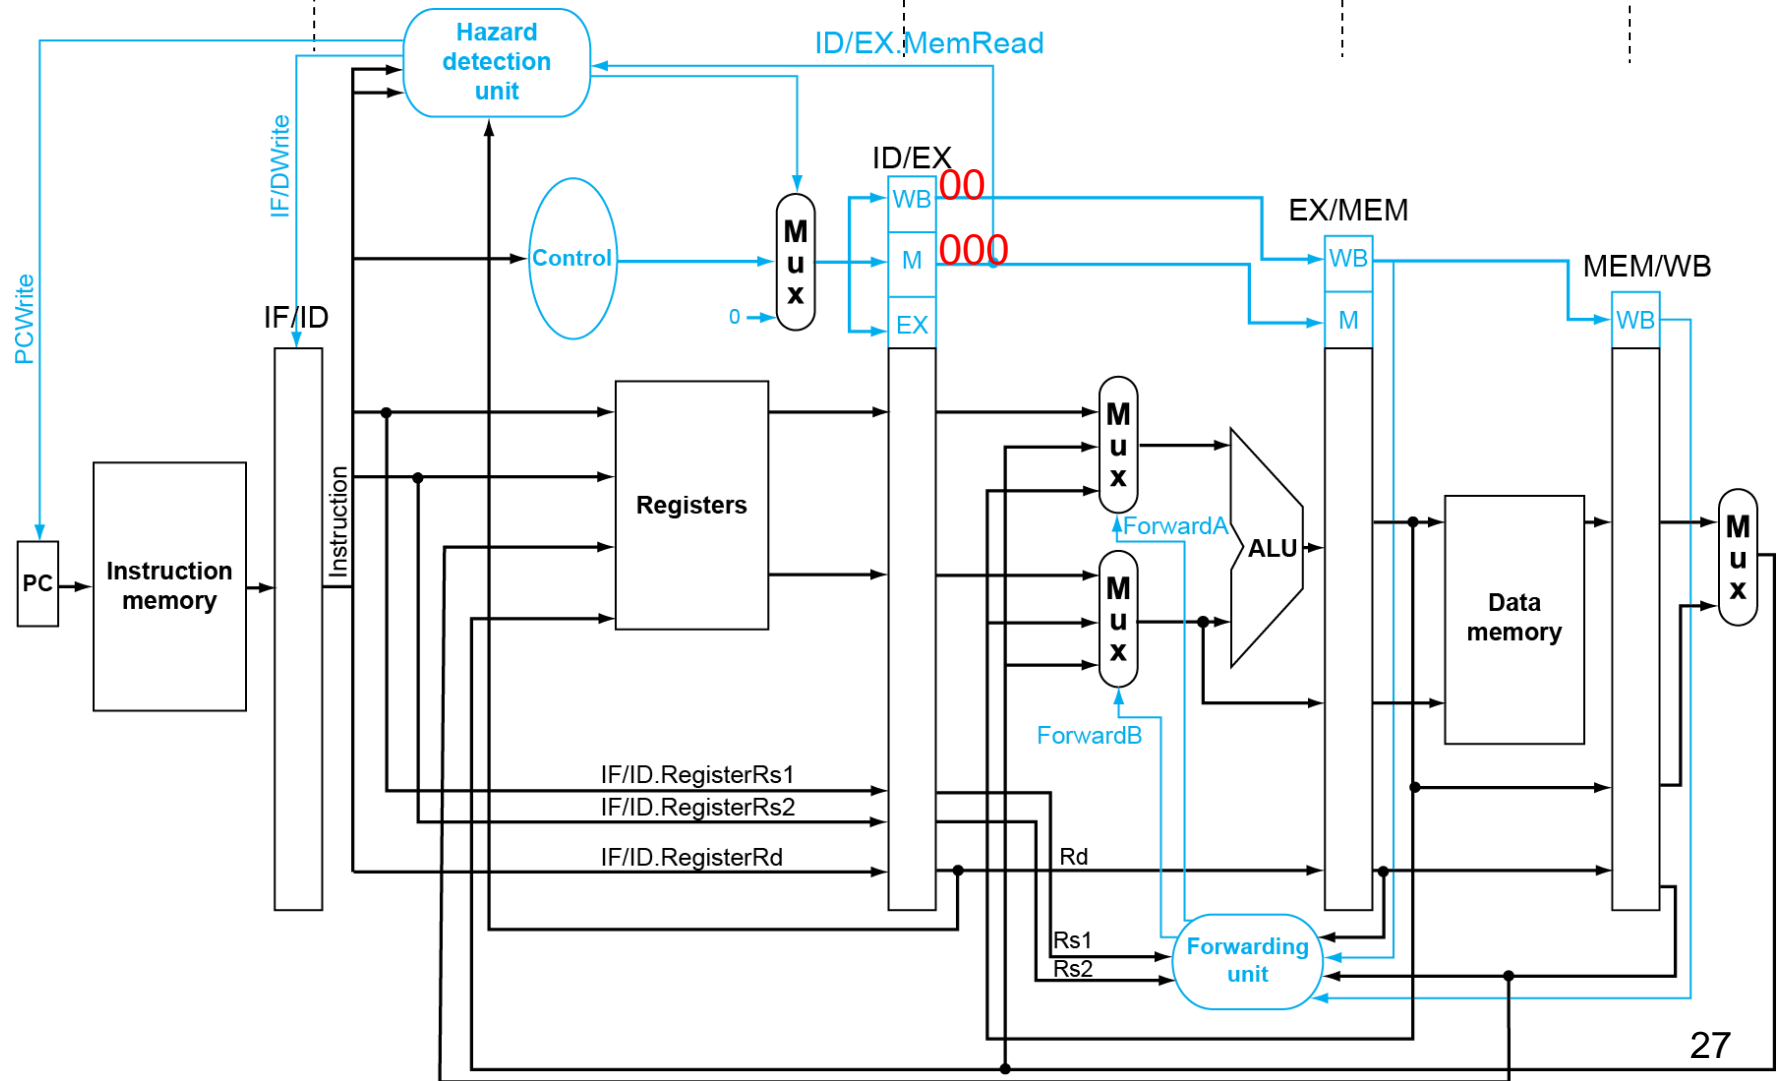 Hazard
detection
unit
ID/EX.MemRead
IF/DWrite
PCWrite
ID/EX
WB
00
M
000
EX
Control
M
u
x
0
EX/MEM
WB
M
MEM/WB
WB
IF/ID
Instruction
PC
Instruction
memory
Registers
M
u
x
ForwardA
M
u
x
ForwardB
ALU
Data
memory
M
u
x
IF/ID.RegisterRs1
IF/ID.RegisterRs2
IF/ID.RegisterRd
Rd
Rs1
Rs2
Forwarding
unit
27